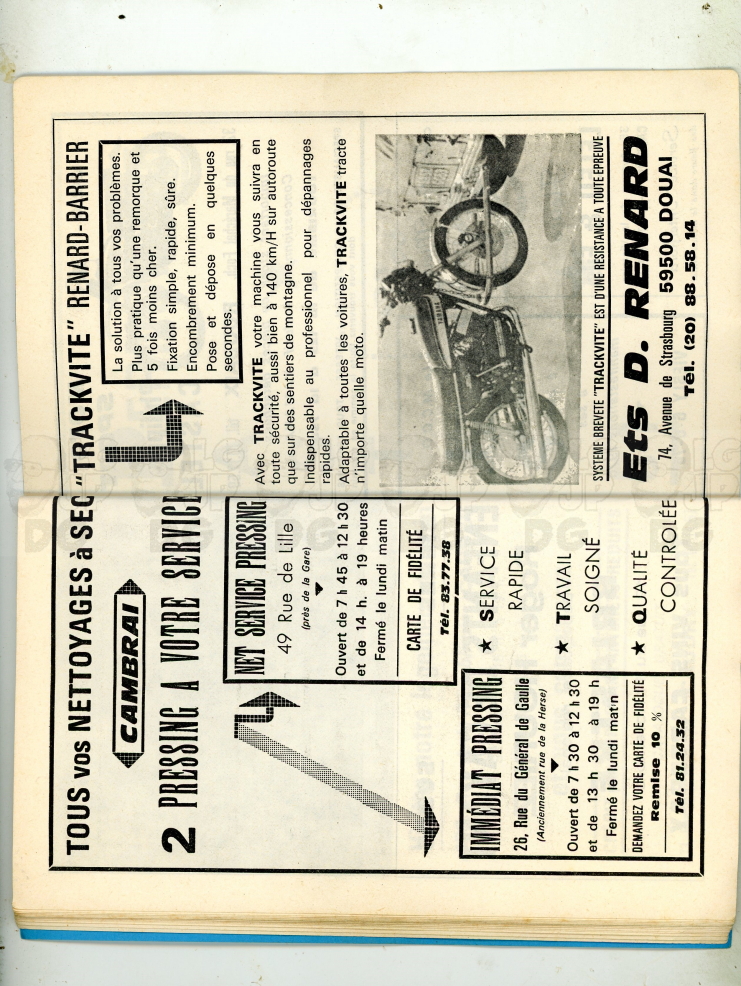 TOUS vos NETTOYAGES à SEC
CAMBRAI
2 PRESSING A VOTRE SERVICE
NET SERVICE PRESSING
49 Rue de Lille
(près de la Gare)
Ouvert de 7 h 45 à 12 h 30
et de 14 h. à 19 heures
Fermé le lundi matin
CARTE DE FIDÉLITÉ
Tél. 83.77.38
IMMÉDIAT PRESSING
26, Rue du Général de Gaulle
(Anciennement rue de la Herse)
Ouvert de 7 h 30 à 12 h 30
et de 13 h 30 à 19 h
Fermé le lundi matin
DEMANDEZ VOTRE CARTE DE FIDÉLITÉ
Remise 10 %
Tél. 81.24.32
★ SERVICE
RAPIDE
★ TRAVAIL
SOIGNÉ
★ QUALITÉ
CONTROLÉE
"TRACKVITE" RENARD-BARRIER
La solution à tous vos problèmes.
Plus pratique qu'une remorque et
5 fois moins cher.
Fixation simple, rapide, sûre.
Encombrement minimum.
Pose et dépose en quelques
secondes.
Avec TRACKVITE votre machine vous suivra en
toute sécurité, aussi bien à 140 km/H sur autoroute
que sur des sentiers de montagne.
Indispensable au professionnel pour dépannages
rapides.
Adaptable à toutes les voitures, TRACKVITE tracte
n'importe quelle moto.
SYSTEME BREVETE "TRACKVITE" EST D'UNE RESISTANCE A TOUTE EPREUVE
Ets D. RENARD
74, Avenue de Strasbourg 59500 DOUAI
Tél. (20) 88.58.14